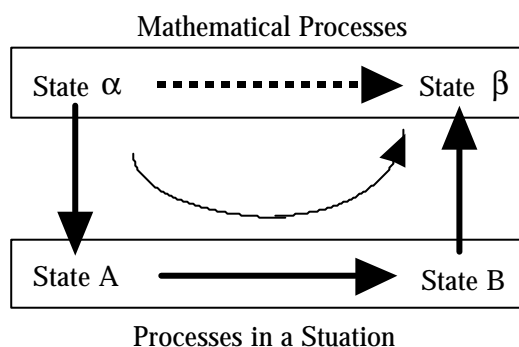 Mathematical Processes
State α State β
State A State B
Processes in a Stuation